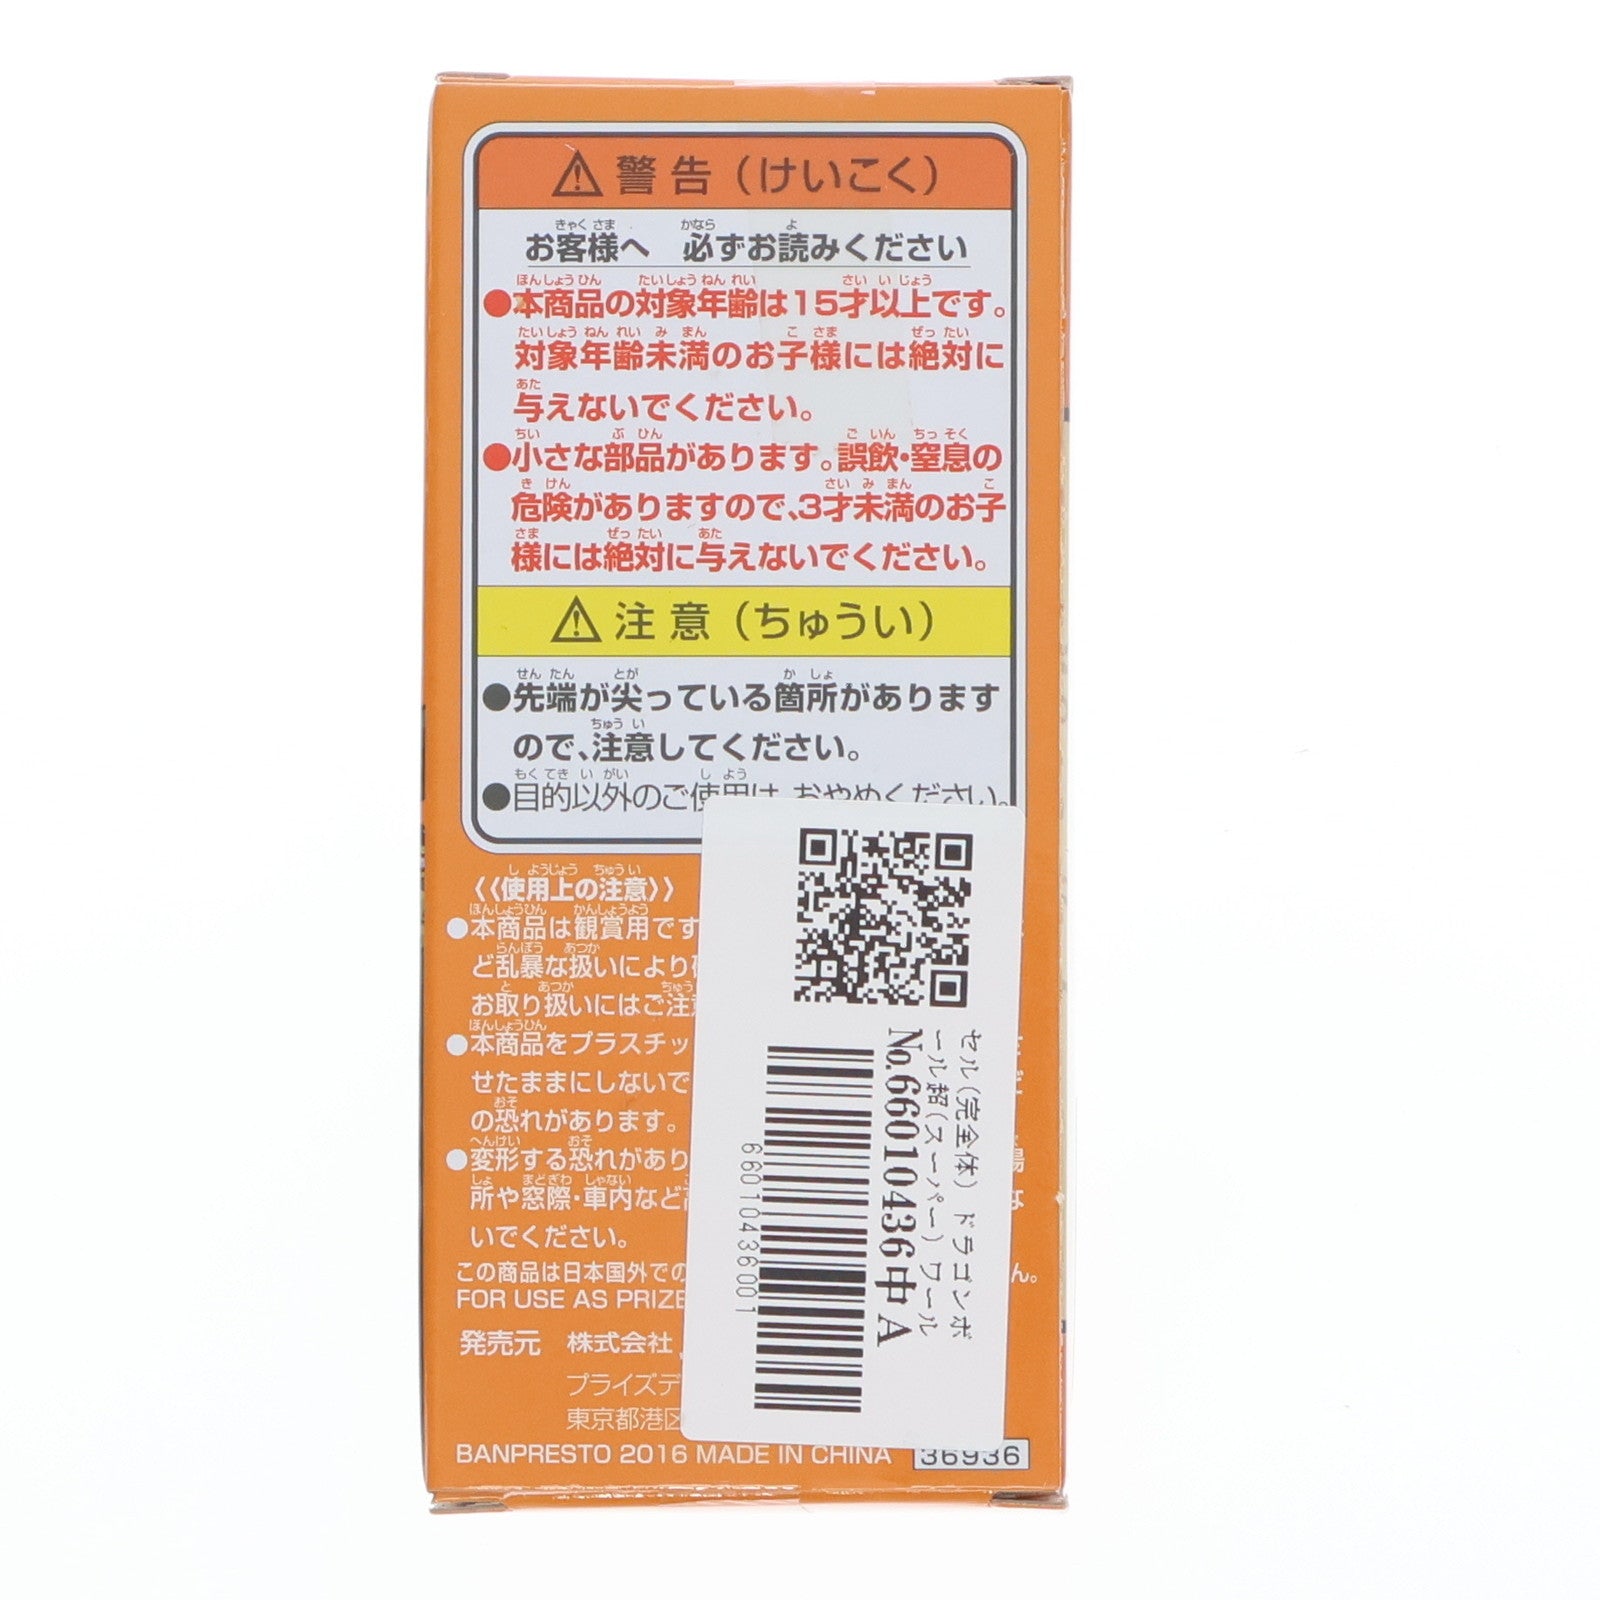 警告（けいこく）
お客様へ 必ずお読みください
●本商品の対象年齢は15才以上です。
対象年齢未満のお子様には絶対に
与えないでください。
●小さな部品があります。誤飲・窒息の
危険がありますので、3才未満のお子
様には絶対に与えないでください。
注意（ちゅうい）
●先端が尖っている箇所があります
ので、注意してください。
●目的以外のご使用は、おやめください。
《使用上の注意》
●本商品は観賞用です
ど乱暴な扱いにより
お取り扱いにはご注意
●本商品をプラスチッ
せたままにしないで
の恐れがあります。
●変形する恐れがあり
所や窓際・車内など
いでください。
この商品は日本国外での
ん。
FOR USE AS PRIZE
発売元 株式会社
プライズデ
東京都港区
BANPRESTO 2016 MADE IN CHINA 36936
セル(完全体) ドラゴンボ
ール超(スーパー) ワール
No.66010436中 A
66010436001